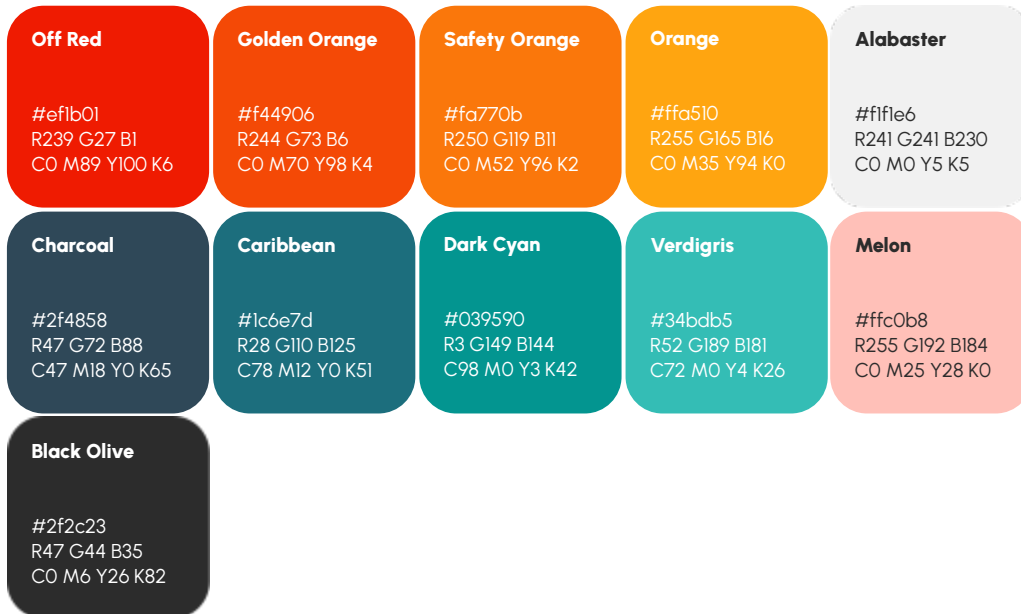 Off Red
#ef1b01
R239 G27 B1
C0 M89 Y100 K6
Golden Orange
#f44906
R244 G73 B6
C0 M70 Y98 K4
Safety Orange
#fa770b
R250 G119 B11
C0 M52 Y96 K2
Orange
#ffa510
R255 G165 B16
C0 M35 Y94 K0
Alabaster
#f1f1e6
R241 G241 B230
C0 M0 Y5 K5
Charcoal
#2f4858
R47 G72 B88
C47 M18 Y0 K65
Caribbean
#1c6e7d
R28 G110 B125
C78 M12 Y0 K51
Dark Cyan
#039590
R3 G149 B144
C98 M0 Y3 K42
Verdigris
#34bdb5
R52 G189 B181
C72 M0 Y4 K26
Melon
#ffc0b8
R255 G192 B184
C0 M25 Y28 K0
Black Olive
#2f2c23
R47 G44 B35
C0 M6 Y26 K82